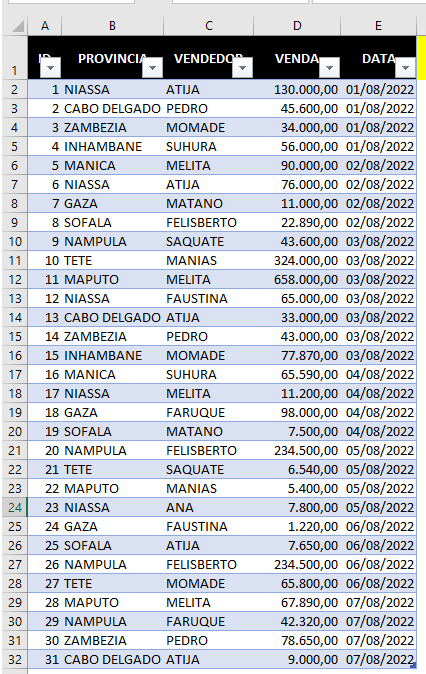 A B C D E
1 ID PROVINCIA VENDEDOR VENDA DATA
2 1 NIASSA ATIJA 130.000,00 01/08/2022
3 2 CABO DELGADO PEDRO 45.600,00 01/08/2022
4 3 ZAMBEZIA MOMADE 34.000,00 01/08/2022
5 4 INHAMBANE SUHURA 56.000,00 01/08/2022
6 5 MANICA MELITA 90.000,00 02/08/2022
7 6 NIASSA ATIJA 76.000,00 02/08/2022
8 7 GAZA MATANO 11.000,00 02/08/2022
9 8 SOFALA FELISBERTO 22.890,00 02/08/2022
10 9 NAMPULA SAQUATE 43.600,00 03/08/2022
11 10 TETE MANIAS 324.000,00 03/08/2022
12 11 MAPUTO MELITA 658.000,00 03/08/2022
13 12 NIASSA FAUSTINA 65.000,00 03/08/2022
14 13 CABO DELGADO ATIJA 33.000,00 03/08/2022
15 14 ZAMBEZIA PEDRO 43.000,00 03/08/2022
16 15 INHAMBANE MOMADE 77.870,00 03/08/2022
17 16 MANICA SUHURA 65.590,00 04/08/2022
18 17 NIASSA MELITA 11.200,00 04/08/2022
19 18 GAZA FARUQUE 98.000,00 04/08/2022
20 19 SOFALA MATANO 7.500,00 04/08/2022
21 20 NAMPULA FELISBERTO 234.500,00 05/08/2022
22 21 TETE SAQUATE 6.540,00 05/08/2022
23 22 MAPUTO MANIAS 5.400,00 05/08/2022
24 23 NIASSA ANA 7.800,00 05/08/2022
25 24 GAZA FAUSTINA 1.220,00 06/08/2022
26 25 SOFALA ATIJA 7.650,00 06/08/2022
27 26 NAMPULA FELISBERTO 234.500,00 06/08/2022
28 27 TETE MOMADE 65.800,00 06/08/2022
29 28 MAPUTO MELITA 67.890,00 07/08/2022
30 29 NAMPULA FARUQUE 42.320,00 07/08/2022
31 30 ZAMBEZIA PEDRO 78.650,00 07/08/2022
32 31 CABO DELGADO ATIJA 9.000,00 07/08/2022